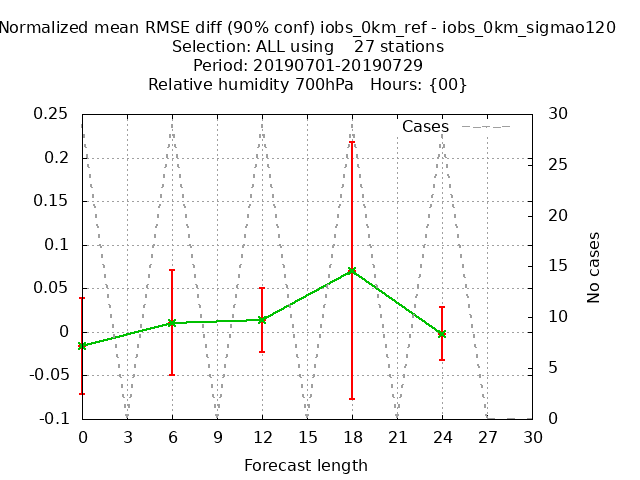 Normalized mean RMSE diff (90% conf) iobs_0km_ref - iobs_0km_sigmao120
Selection: ALL using 27 stations
Period: 20190701-20190729
Relative humidity 700hPa Hours: {00}
Cases
0.25
0.2
0.15
0.1
0.05
0
-0.05
-0.1
30
25
20
15
10
5
0
No cases
0 3 6 9 12 15 18 21 24 27 30
Forecast length